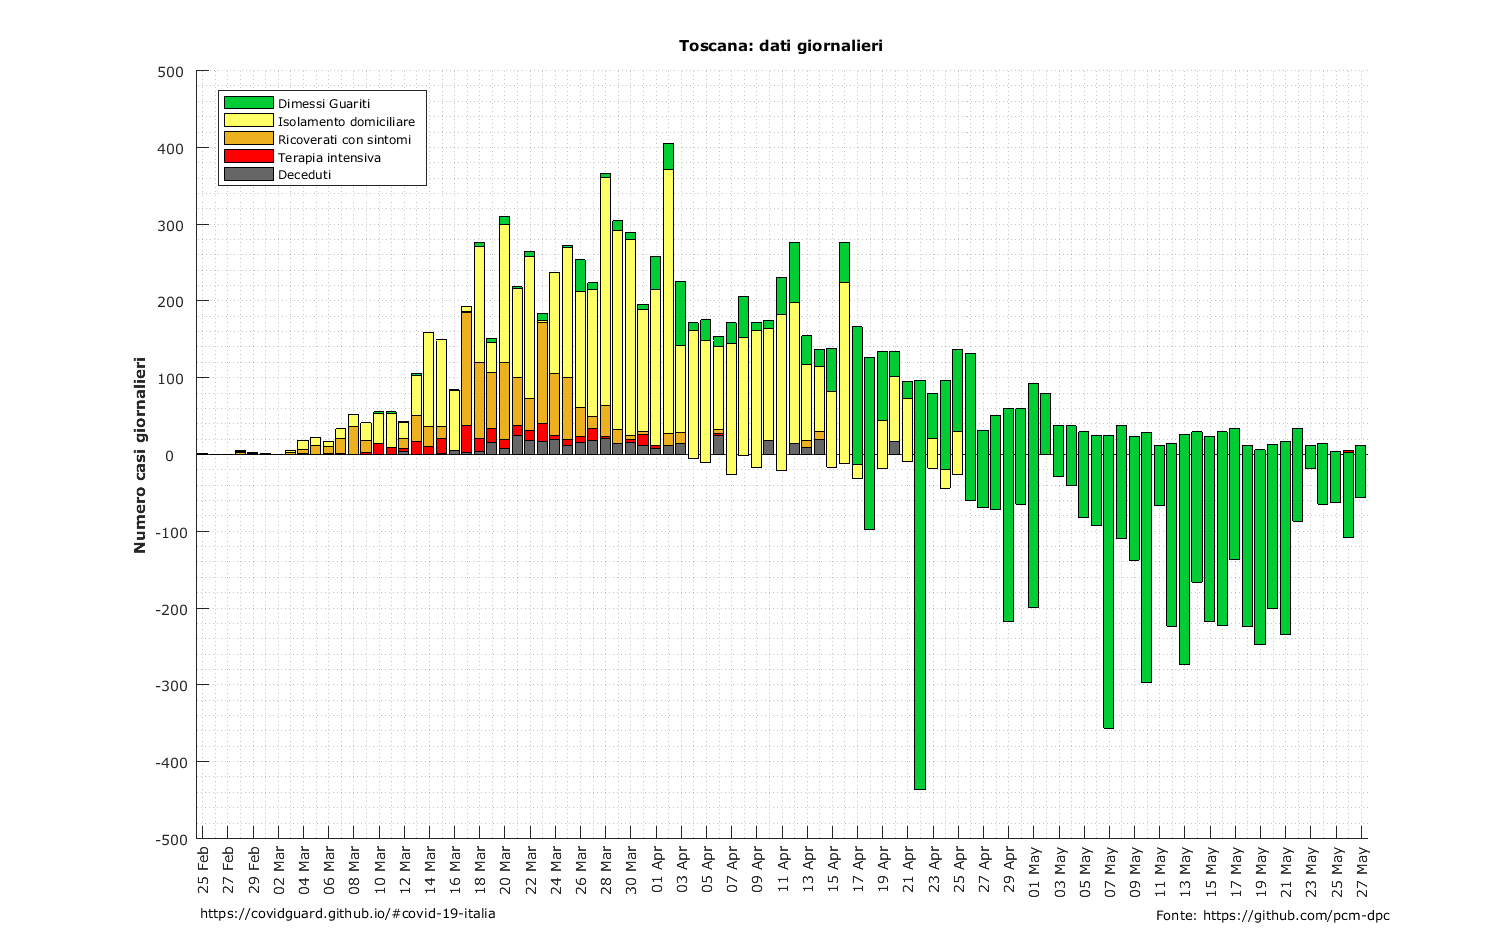 Toscana: dati giornalieri
500
400
300
200
100
0
-100
-200
-300
-400
-500
Numero casi giornalieri
Dimessi Guariti
Isolamento domiciliare
Ricoverati con sintomi
Terapia intensiva
Deceduti
25 Feb
27 Feb
29 Feb
02 Mar
04 Mar
06 Mar
08 Mar
10 Mar
12 Mar
14 Mar
16 Mar
18 Mar
20 Mar
22 Mar
24 Mar
26 Mar
28 Mar
30 Mar
01 Apr
03 Apr
05 Apr
07 Apr
09 Apr
11 Apr
13 Apr
15 Apr
17 Apr
19 Apr
21 Apr
23 Apr
25 Apr
27 Apr
29 Apr
01 May
03 May
05 May
07 May
09 May
11 May
13 May
15 May
17 May
19 May
21 May
23 May
25 May
27 May
https://covidguard.github.io/#covid-19-italia
Fonte: https://github.com/pcm-dpc